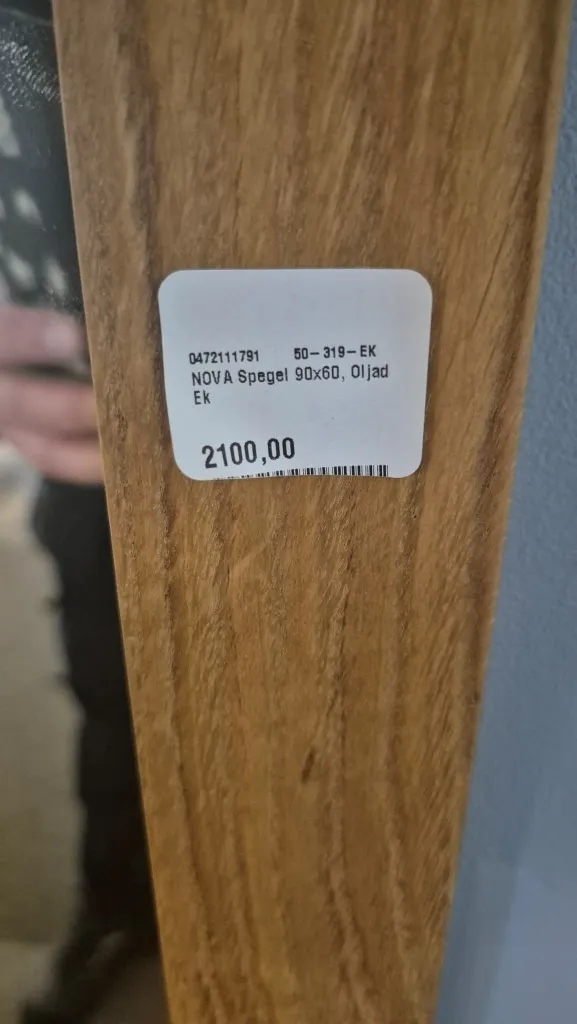 0472111791 50-319-EK
NOVA Spegel 90x60, Oljad
Ek
2100,00